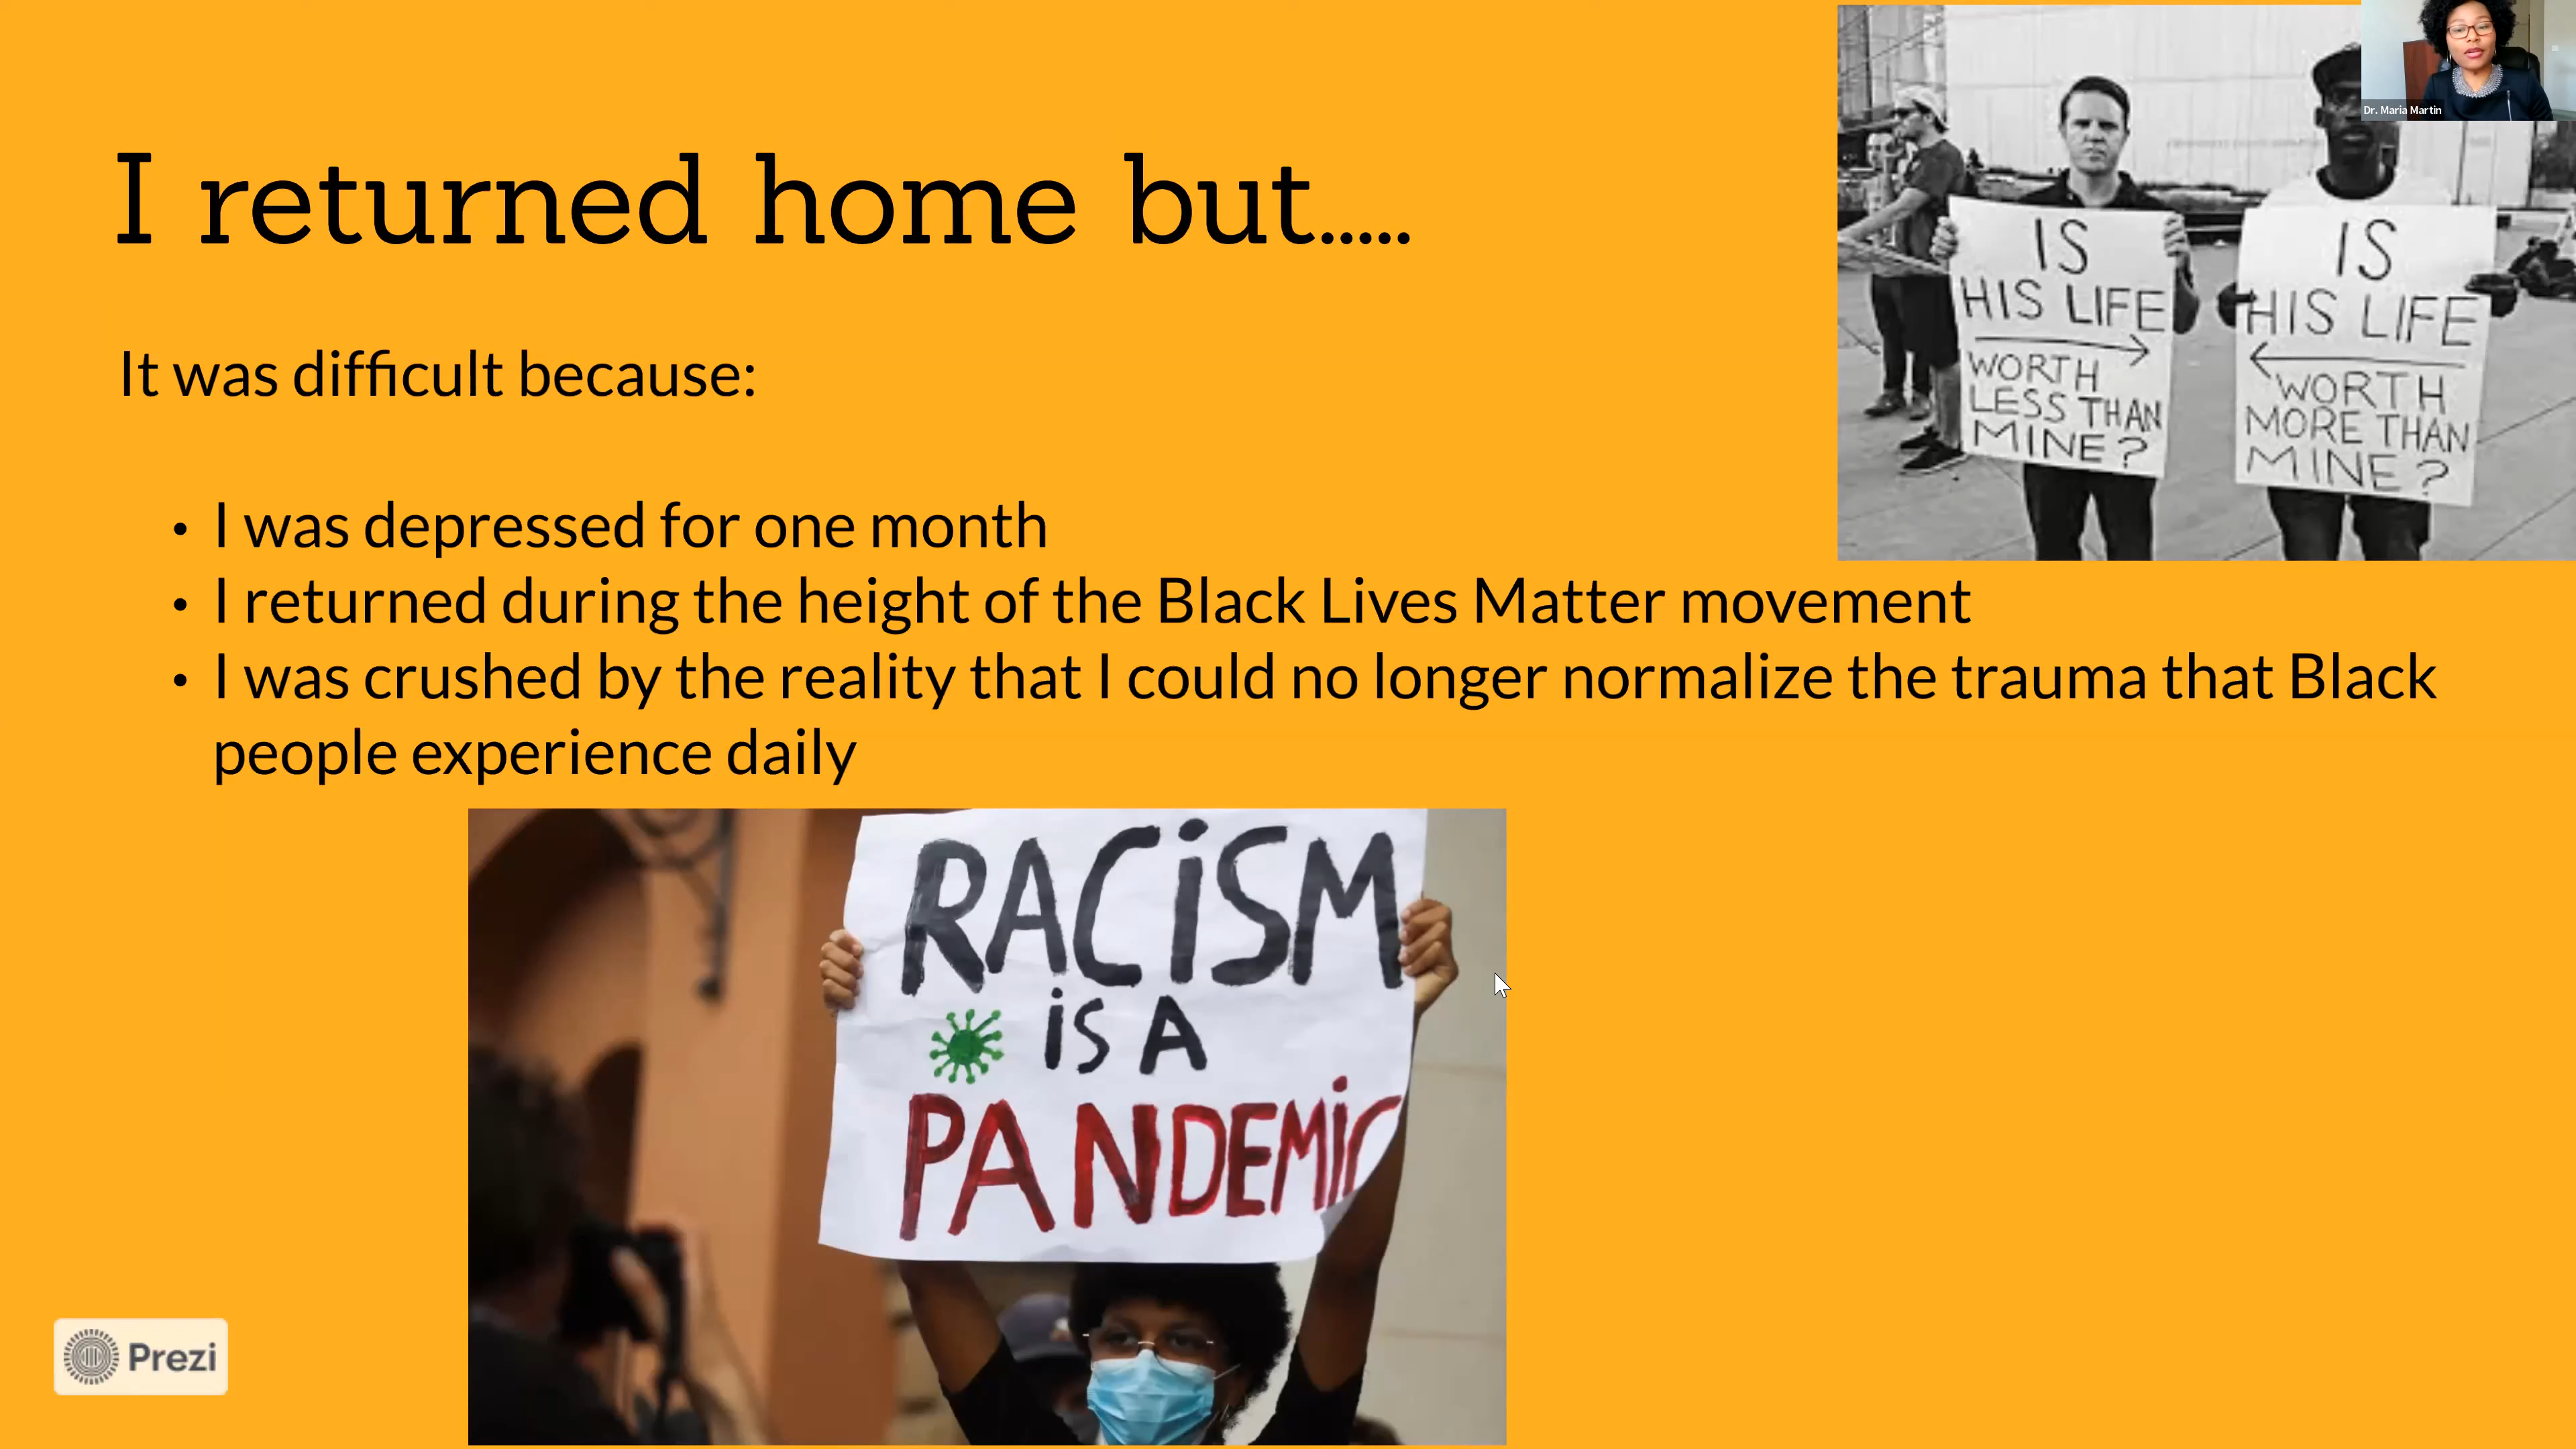 Dr. Maria Martin
I returned home but.....
IS
HIS LIFE
WORTH
LESS THAN
MINE?
IS
HIS LIFE
WORTH
MORE THAN
MINE?
It was difficult because:
• I was depressed for one month
• I returned during the height of the Black Lives Matter movement
• I was crushed by the reality that I could no longer normalize the trauma that Black
people experience daily
RACiSM
iS A
PANDEMiC
Prezi